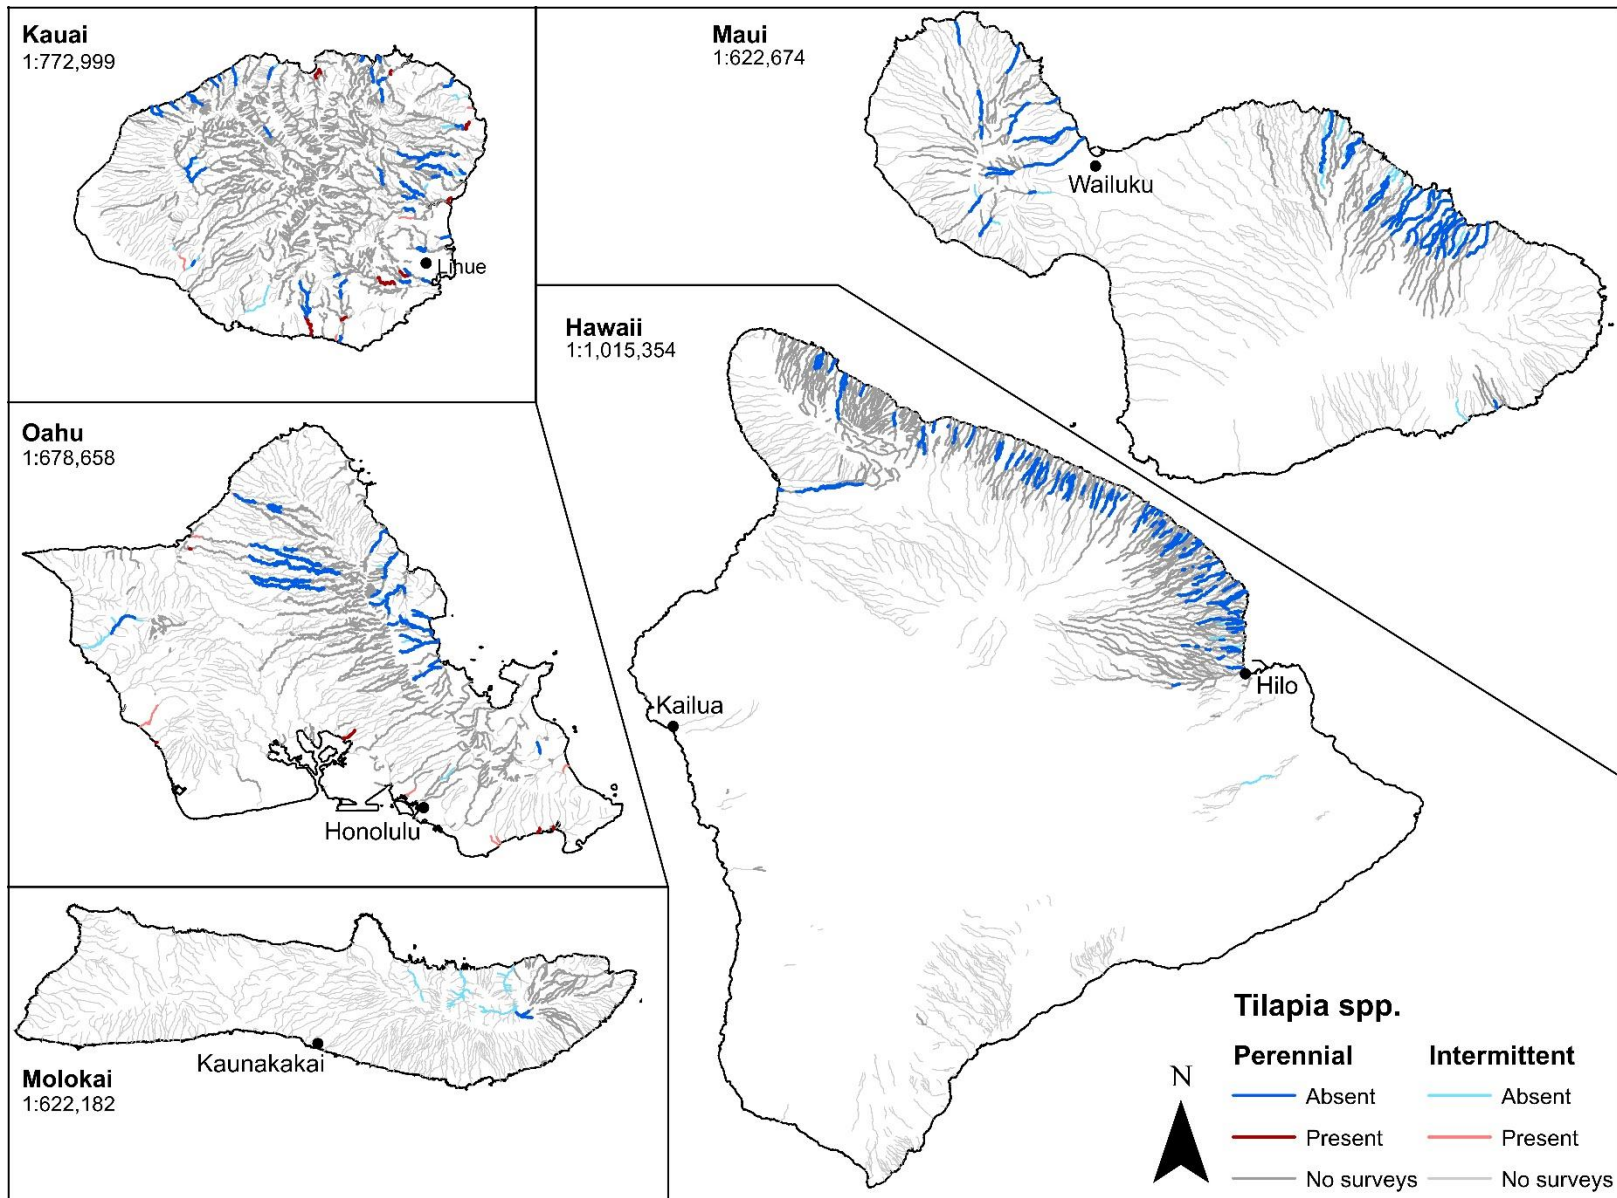 Kauai
1:772,999
Lihue
Maui
1:622,674
Wailuku
Hawaii
1:1,015,354
Kailua
Hilo
Oahu
1:678,658
Honolulu
Kaunakakai
Molokai
1:622,182
N
Tilapia spp.
Perennial Intermittent
Absent Absent
Present Present
No surveys No surveys